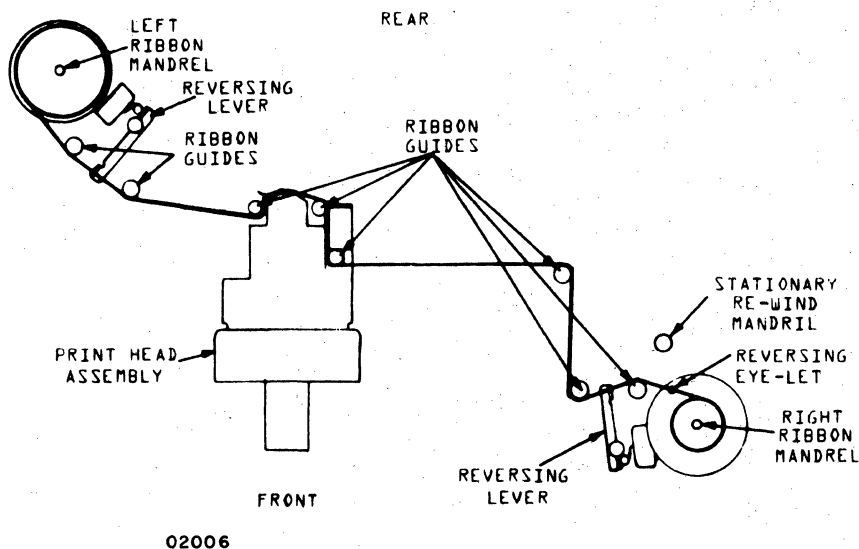 REAR
LEFT
RIBBON
MANDREL
REVERSING
LEVER
RIBBON
GUIDES
RIBBON
GUIDES
STATIONARY
RE-WIND
MANDRIL
PRINT HEAD
ASSEMBLY
REVERSING
EYE-LET
RIGHT
RIBBON
MANDREL
REVERSING
LEVER
FRONT
02006